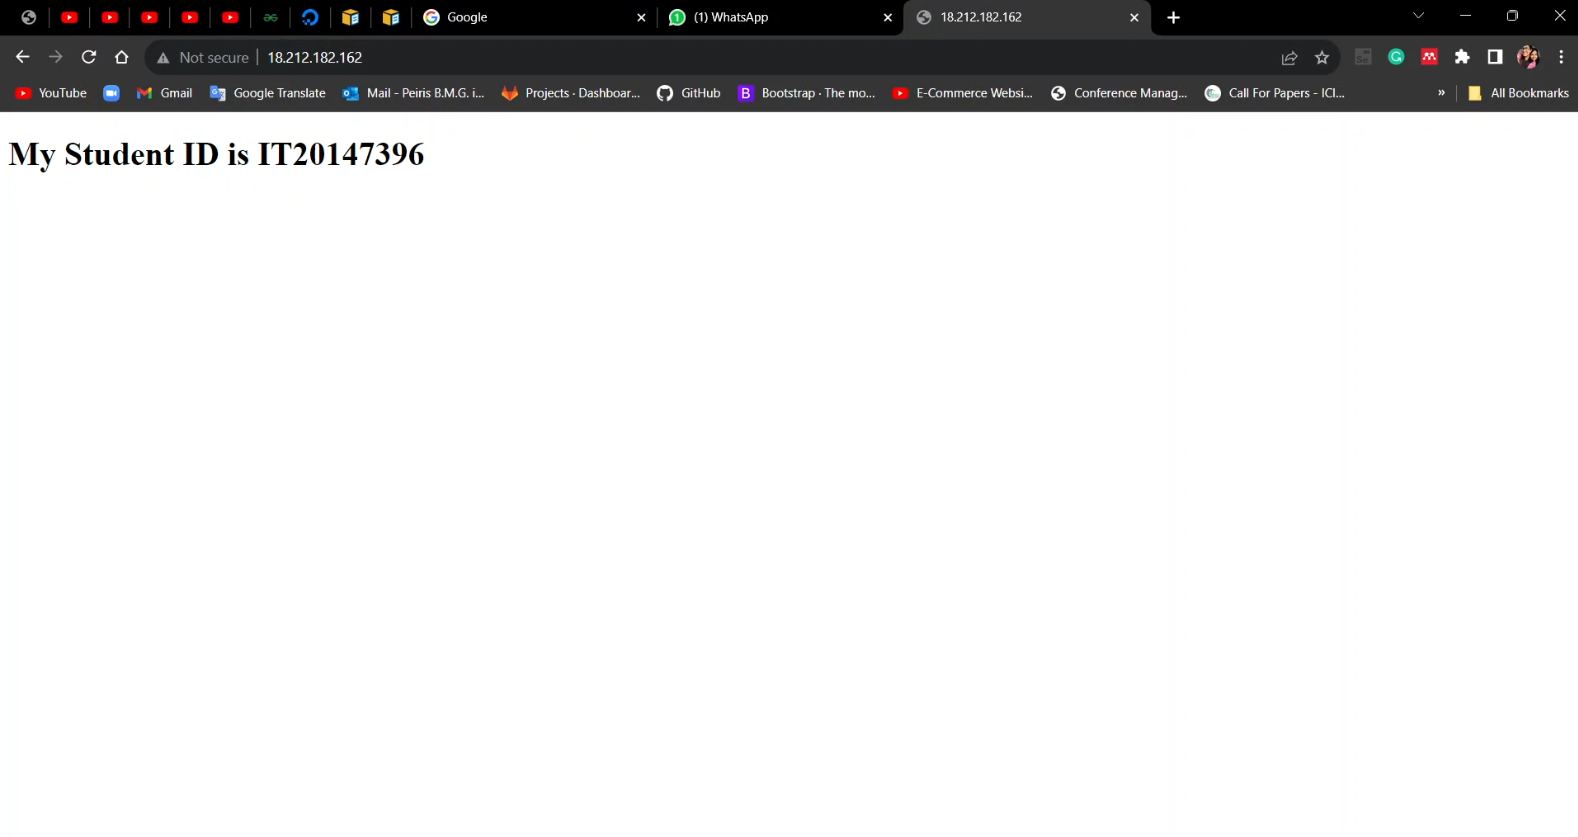 Google
(1) WhatsApp
18.212.182.162
Not secure
18.212.182.162
YouTube
Gmail
Google Translate
Mail - Peiris B.M.G. i...
Projects · Dashboar...
GitHub
Bootstrap · The mo...
E-Commerce Websi...
Conference Manag...
Call For Papers - ICI...
»
All Bookmarks
My Student ID is IT20147396